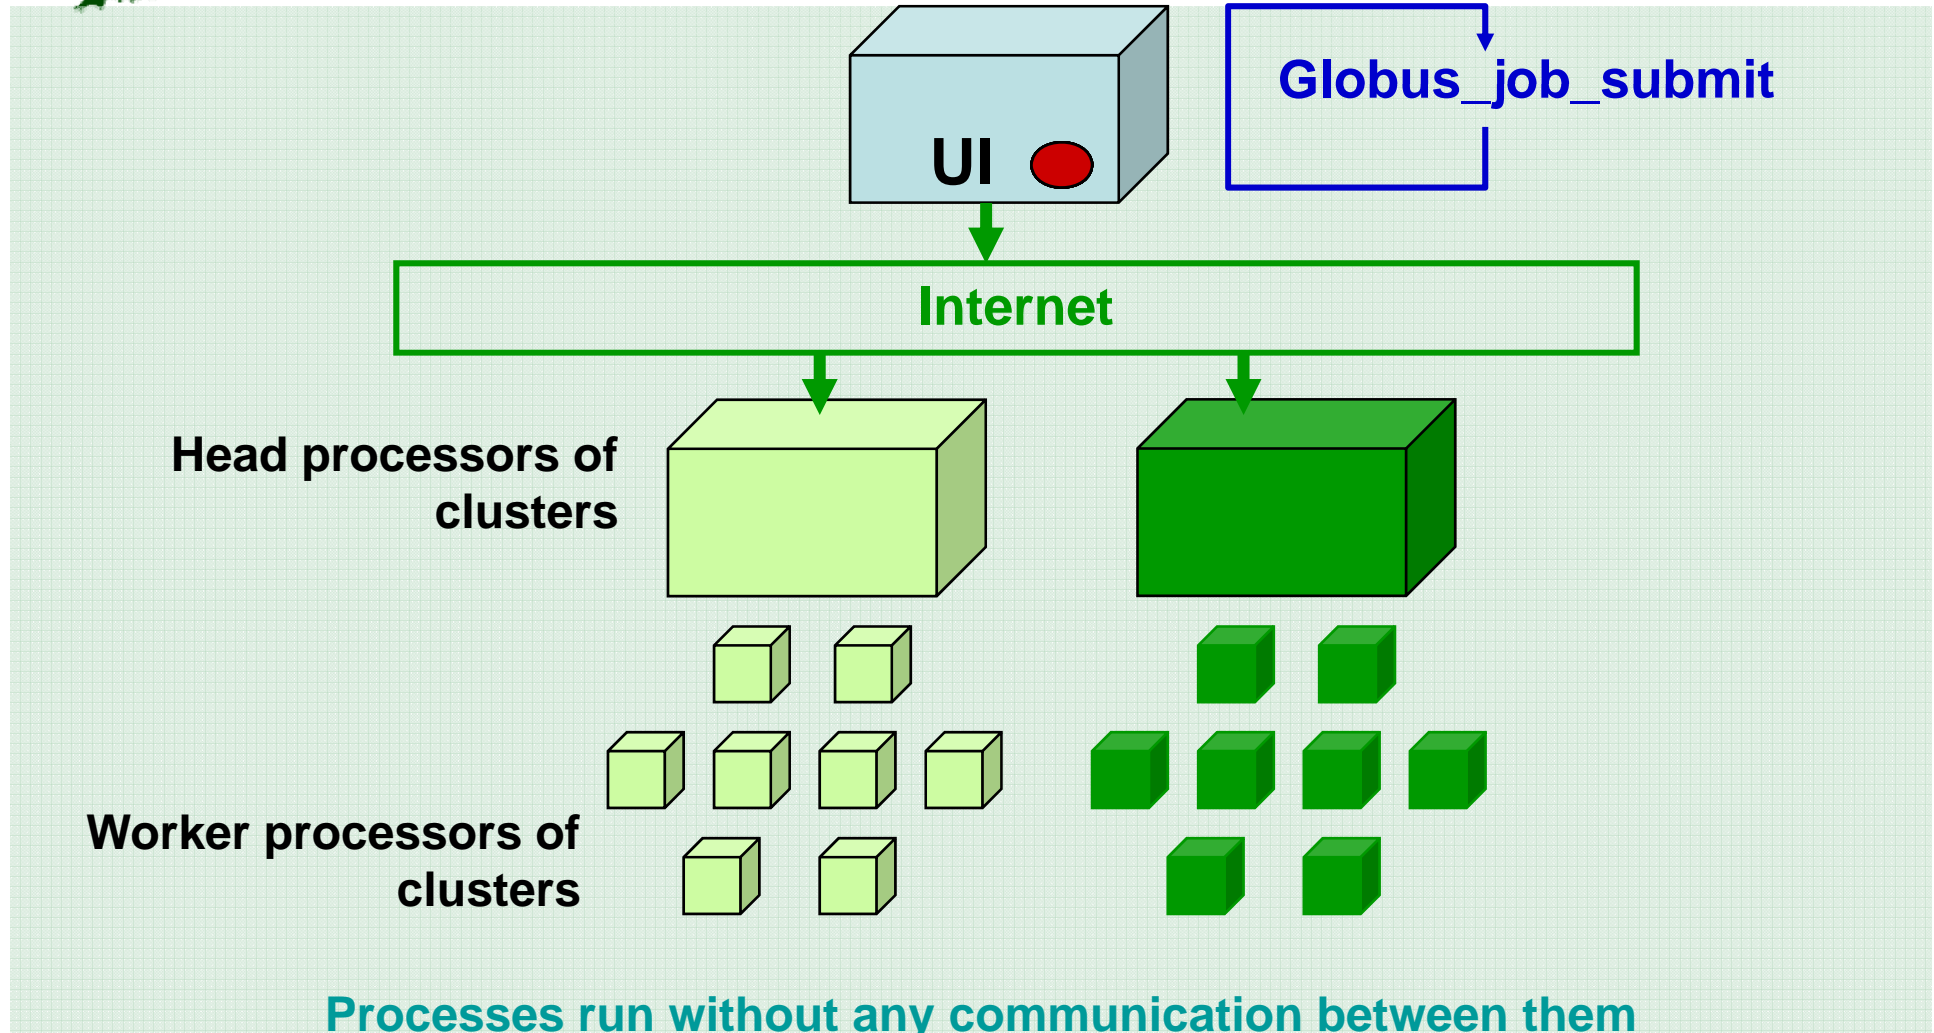 Globus_job_submit
UI
Internet
Head processors of
clusters
Worker processors of
clusters
Processes run without any communication between them